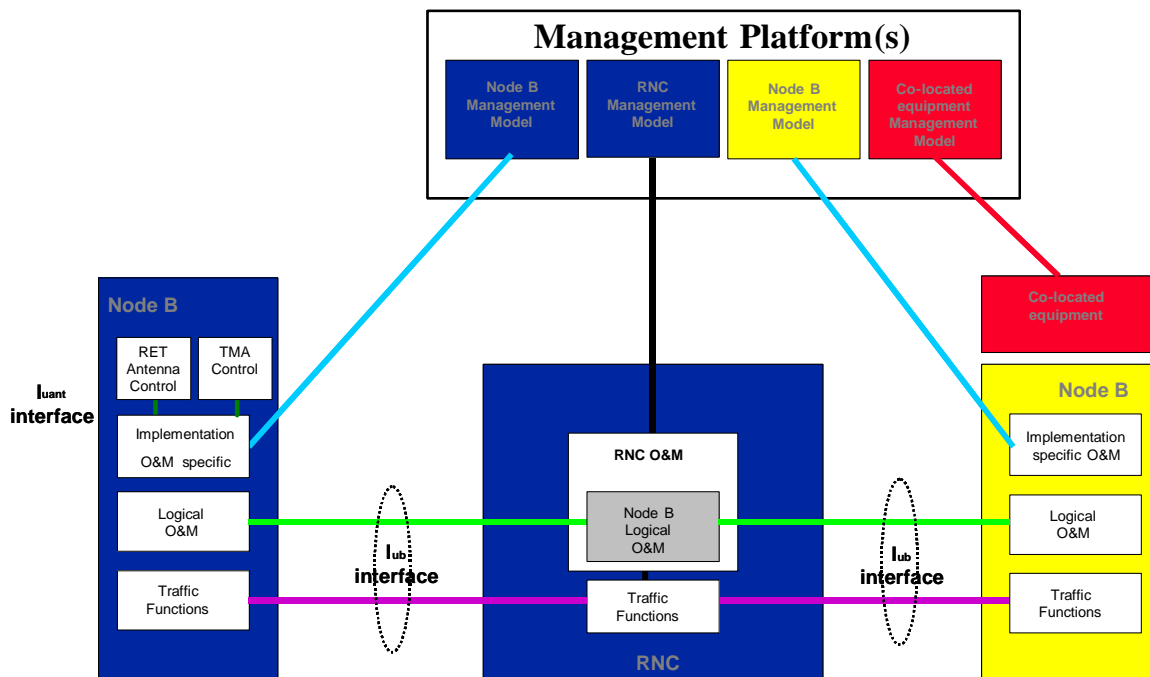 Management Platform(s)
Node B
Management
Model
RNC
Management
Model
Node B
Management
Model
Co-located
equipment
Management
Model
Node B
RET
Antenna
Control
TMA
Control
Iuant
interface
Implementation
O&M specific
Logical
O&M
Traffic
Functions
Iub
interface
RNC O&M
Node B
Logical
O&M
Traffic
Functions
RNC
Iub
interface
Co-located
equipment
Node B
Implementation
specific O&M
Logical
O&M
Traffic
Functions